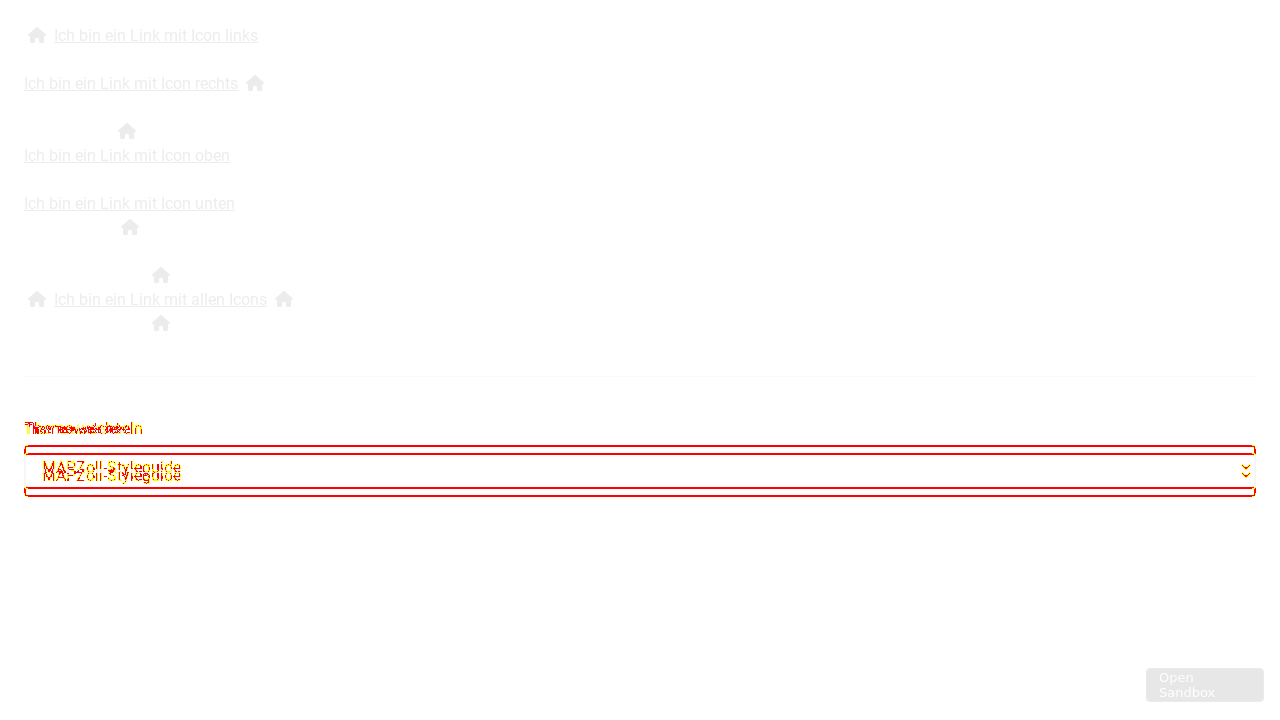 Ich bin ein Link mit Icon links
Ich bin ein Link mit Icon rechts
Ich bin ein Link mit Icon oben
Ich bin ein Link mit Icon unten
Ich bin ein Link mit allen Icons
MAPZoll-Styleguide
MAPZoll-Styleguide
Open
Sandbox